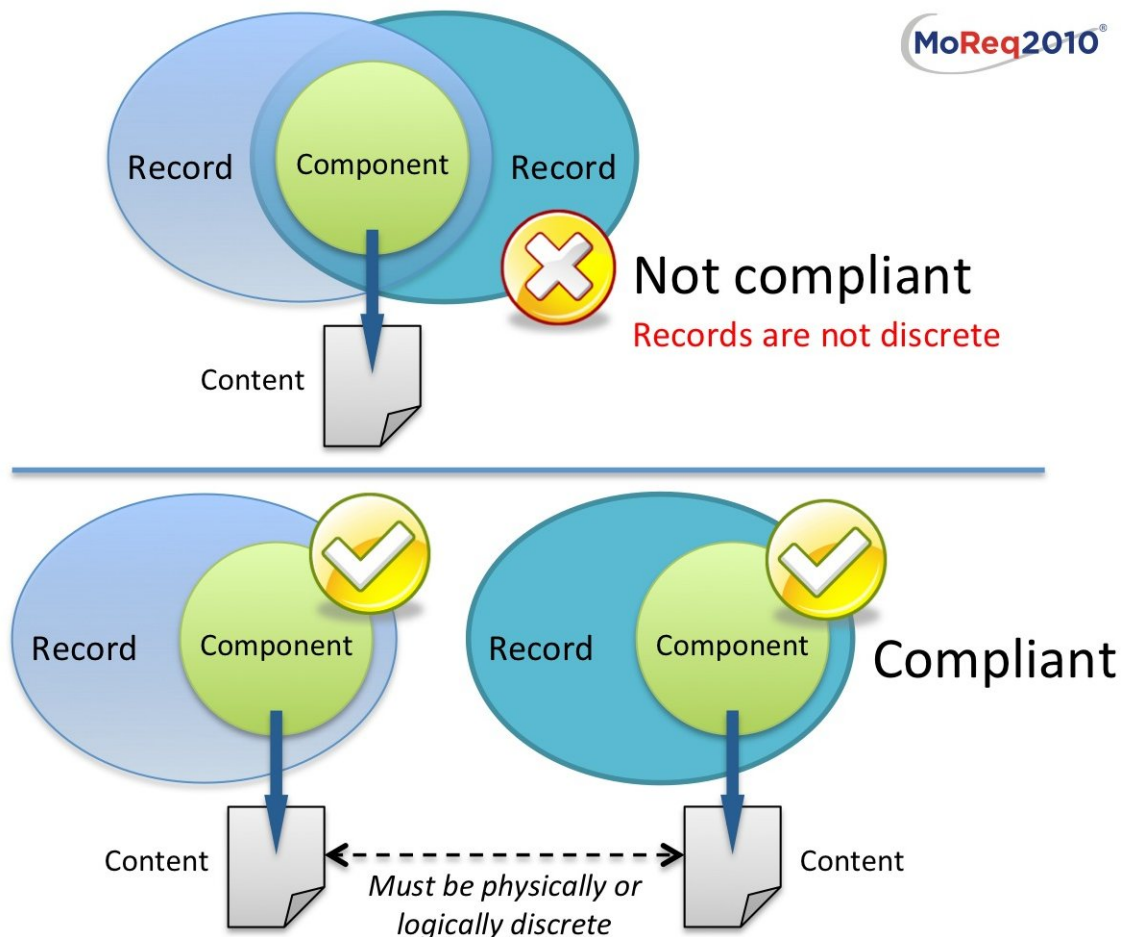 MoReq2010®
Record
Component
Record
Not compliant
Records are not discrete
Content
Record
Component
Record
Component
Compliant
Content
Content
Must be physically or
logically discrete